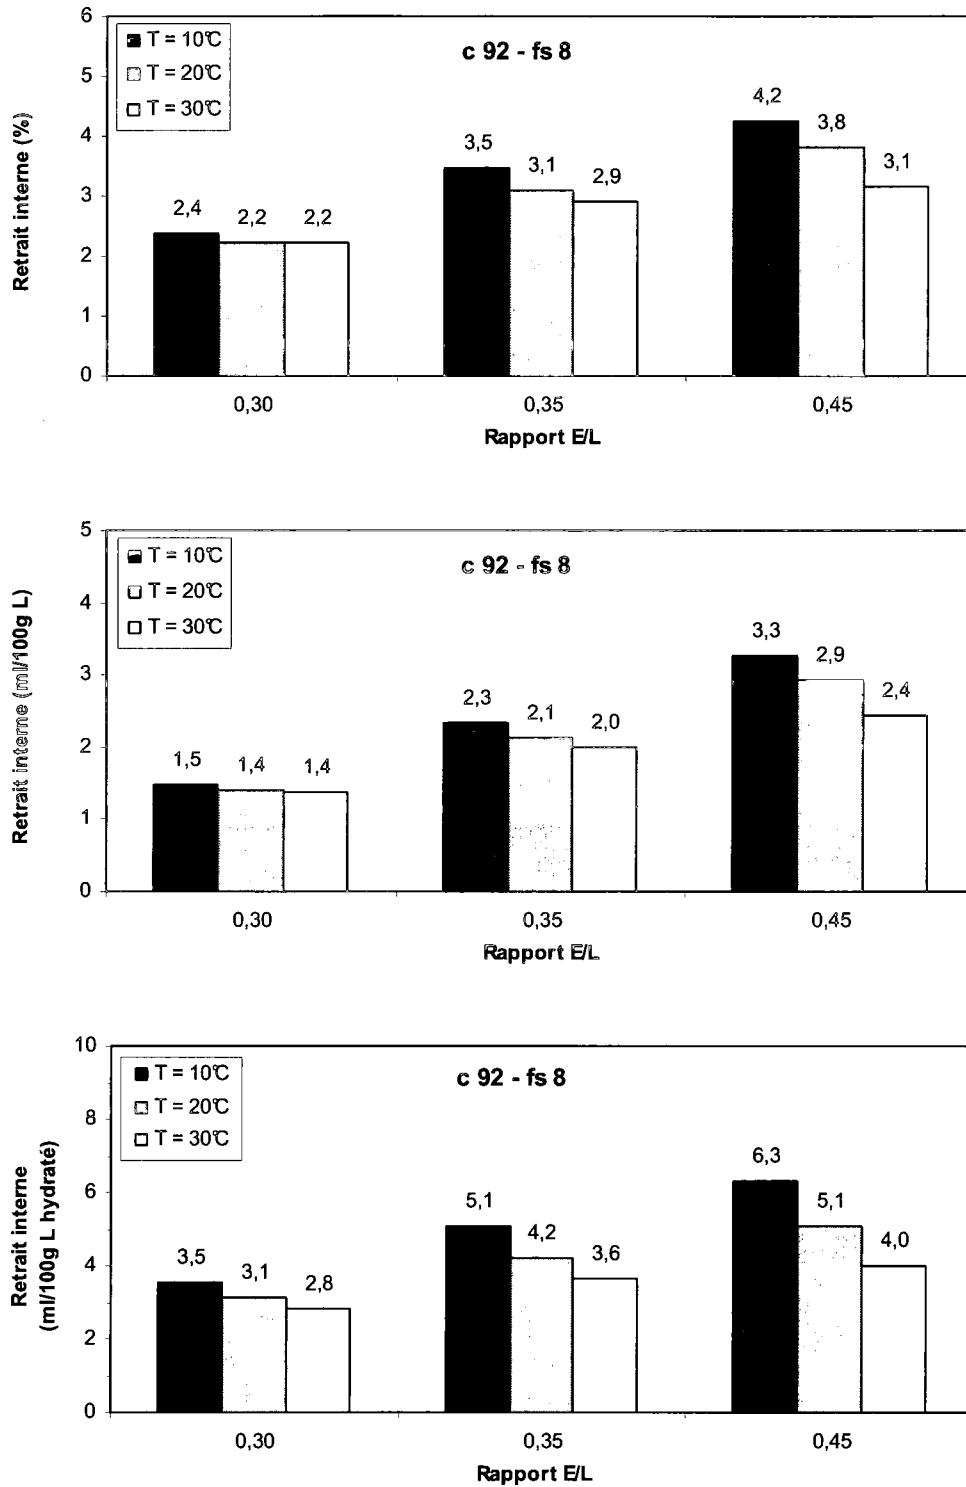 6
5
4
3
2
1
0
Retrait interne (%)
T = 10°C
T = 20°C
T = 30°C
c 92 - fs 8
2,4
2,2
2,2
3,5
3,1
2,9
4,2
3,8
3,1
0,30
0,35
0,45
Rapport E/L
5
4
3
2
1
0
Retrait interne (ml/100g L)
T = 10°C
T = 20°C
T = 30°C
c 92 - fs 8
1,5
1,4
1,4
2,3
2,1
2,0
3,3
2,9
2,4
0,30
0,35
0,45
Rapport E/L
10
8
6
4
2
0
Retrait interne
(ml/100g L hydraté)
T = 10°C
T = 20°C
T = 30°C
c 92 - fs 8
3,5
3,1
2,8
5,1
4,2
3,6
6,3
5,1
4,0
0,30
0,35
0,45
Rapport E/L